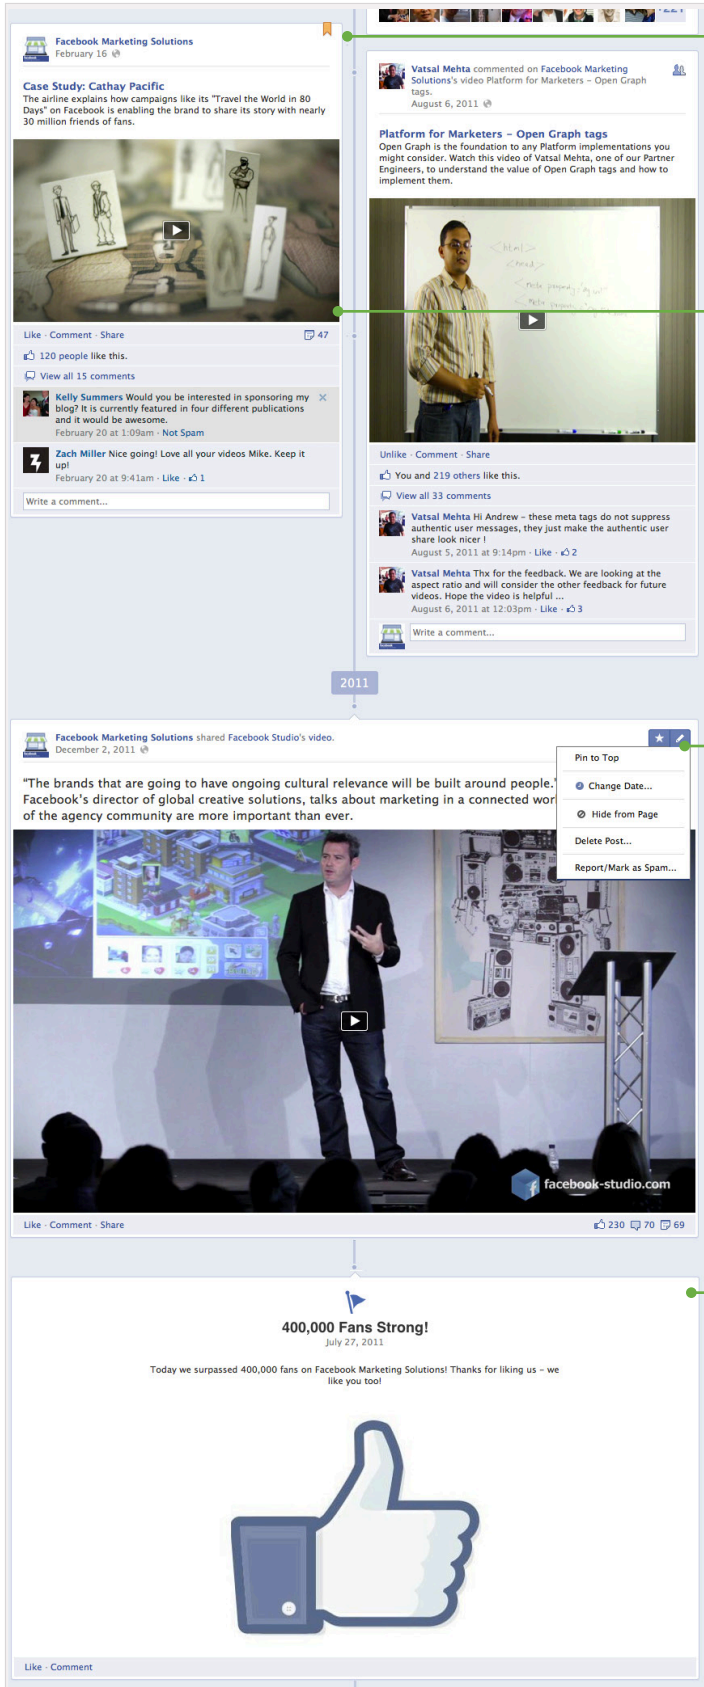 +221
Facebook Marketing Solutions
February 16
Case Study: Cathay Pacific
The airline explains how campaigns like its "Travel the World in 80
Days" on Facebook is enabling the brand to share its story with nearly
30 million friends of fans.
Like · Comment · Share
47
120 people like this.
View all 15 comments
Kelly Summers Would you be interested in sponsoring my
blog? It is currently featured in four different publications
and it would be awesome.
February 20 at 1:09am · Not Spam
Zach Miller Nice going! Love all your videos Mike. Keep it
up!
February 20 at 9:41am · Like · 1
Write a comment...
Vatsal Mehta commented on Facebook Marketing
Solutions's video Platform for Marketers – Open Graph
tags.
August 6, 2011
Platform for Marketers – Open Graph tags
Open Graph is the foundation to any Platform implementations you
might consider. Watch this video of Vatsal Mehta, one of our Partner
Engineers, to understand the value of Open Graph tags and how to
implement them.
<html>
<head>
<meta property="og:url"
<meta property="og:
Unlike · Comment · Share
You and 219 others like this.
View all 33 comments
Vatsal Mehta Hi Andrew – these meta tags do not suppress
authentic user messages, they just make the authentic user
share look nicer !
August 5, 2011 at 9:14pm · Like · 2
Vatsal Mehta Thx for the feedback. We are looking at the
aspect ratio and will consider the other feedback for future
videos. Hope the video is helpful ...
August 6, 2011 at 12:03pm · Like · 3
Write a comment...
2011
Facebook Marketing Solutions shared Facebook Studio's video.
December 2, 2011
Pin to Top
Change Date...
Hide from Page
Delete Post...
Report/Mark as Spam...
"The brands that are going to have ongoing cultural relevance will be built around people."
Facebook's director of global creative solutions, talks about marketing in a connected wor
of the agency community are more important than ever.
facebook-studio.com
Like · Comment · Share
230 70 69
400,000 Fans Strong!
July 27, 2011
Today we surpassed 400,000 fans on Facebook Marketing Solutions! Thanks for liking us – we
like you too!
Like · Comment